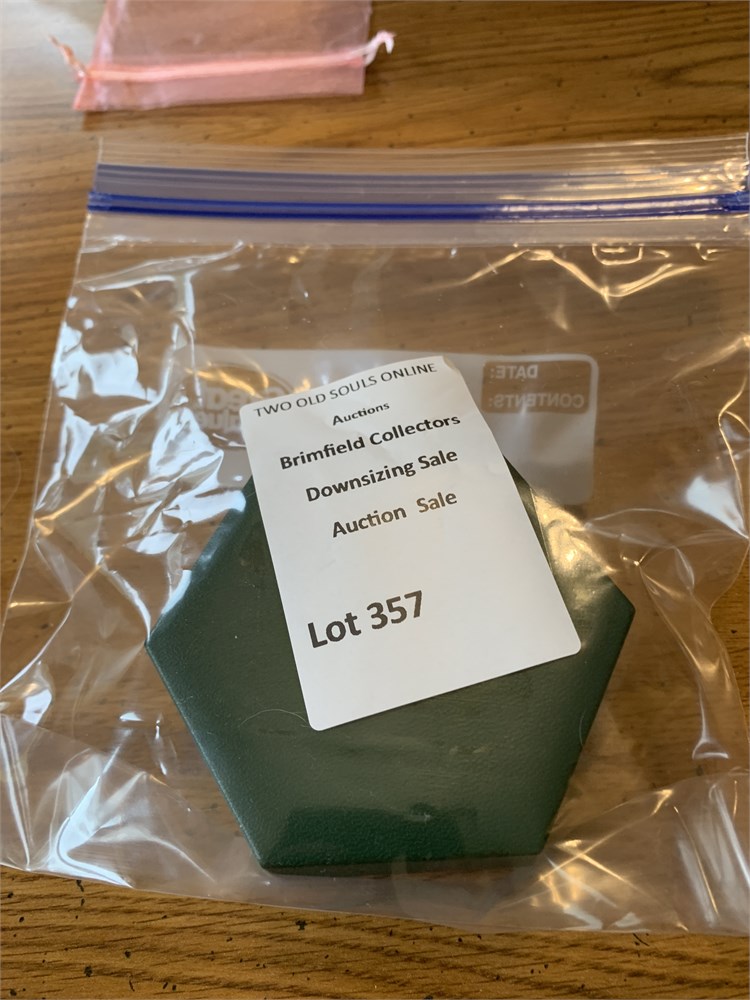 DATE:
CONTENTS:
TWO OLD SOULS ONLINE
Auctions
Brimfield Collectors
Downsizing Sale
Auction Sale
Lot 357